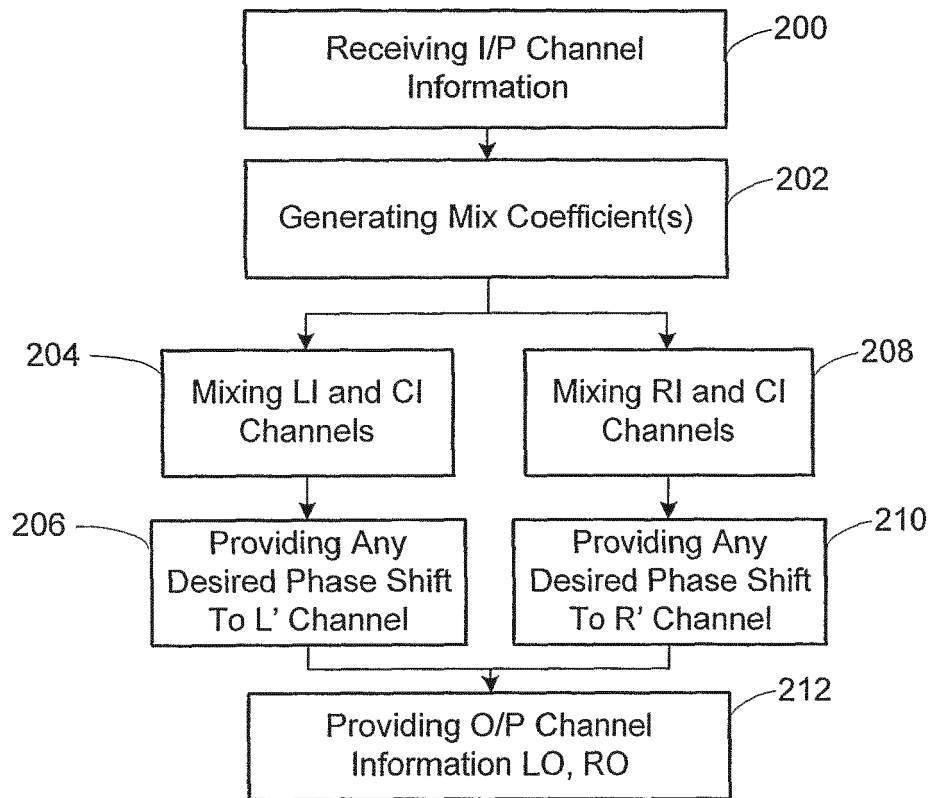 Receiving I/P Channel
Information
200
Generating Mix Coefficient(s)
202
204
Mixing LI and CI
Channels
Mixing RI and CI
Channels
208
206
Providing Any
Desired Phase Shift
To L' Channel
Providing Any
Desired Phase Shift
To R' Channel
210
Providing O/P Channel
Information LO, RO
212